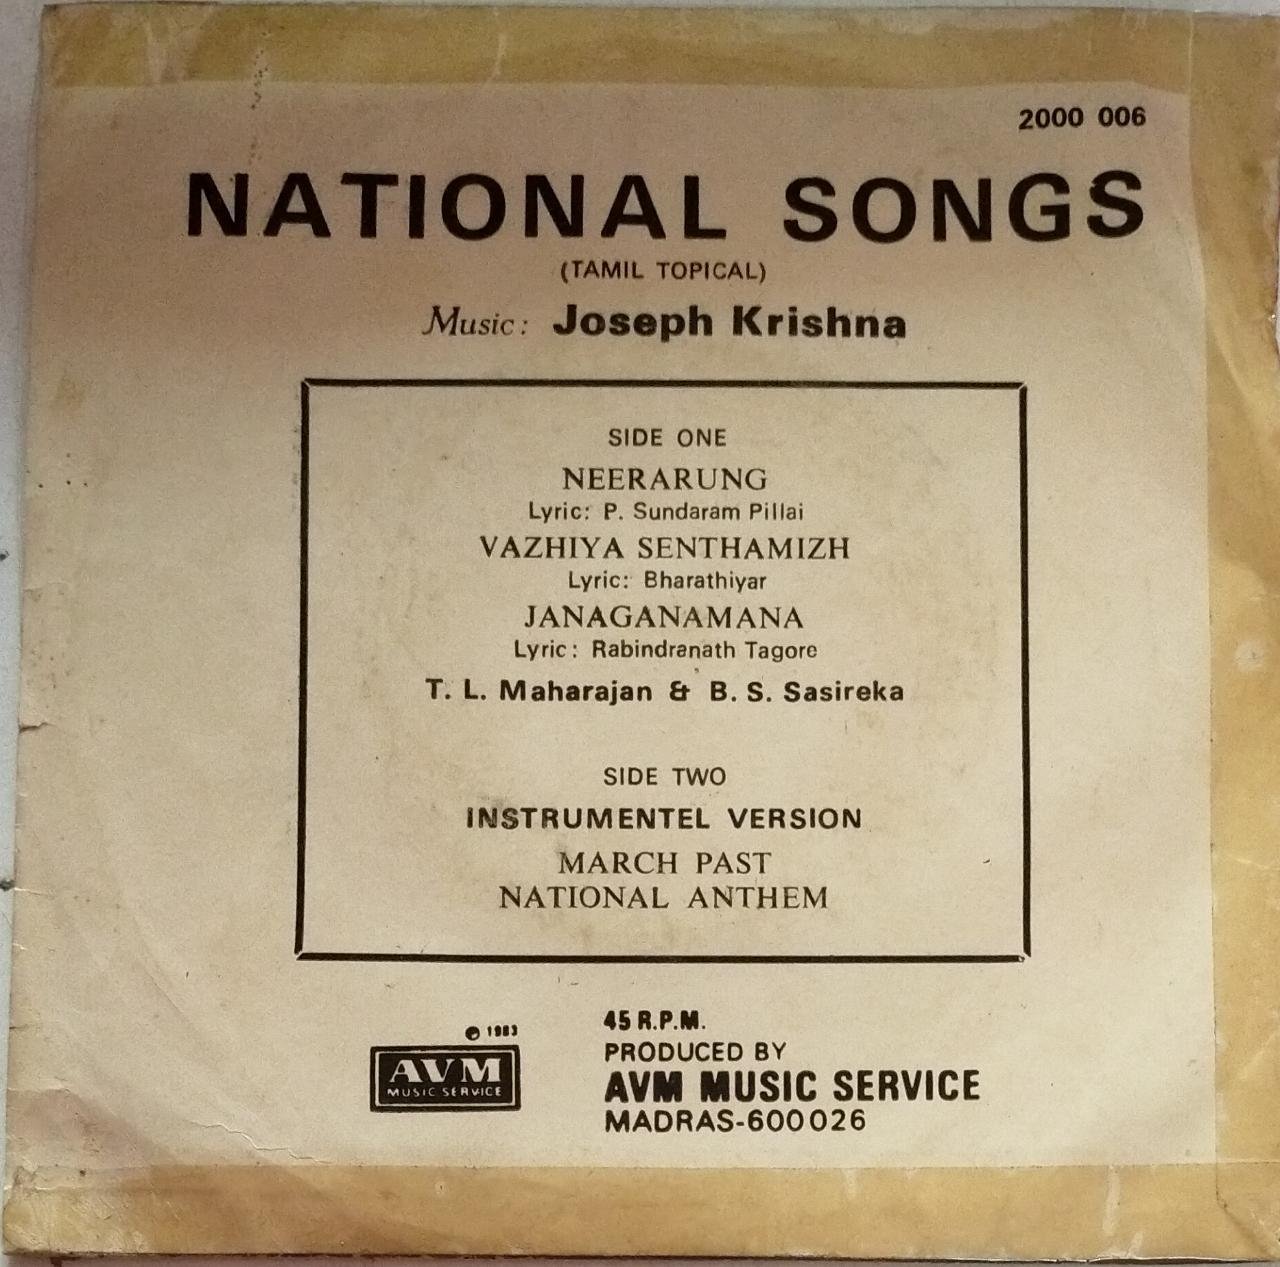 2000 006
NATIONAL SONGS
(TAMIL TOPICAL)
Music: Joseph Krishna
SIDE ONE
NEERARUNG
Lyric: P. Sundaram Pillai
VAZHIYA SENTHAMIZH
Lyric: Bharathiyar
JANAGANAMANA
Lyric: Rabindranath Tagore
T. L. Maharajan & B. S. Sasireka
SIDE TWO
INSTRUMENTEL VERSION
MARCH PAST
NATIONAL ANTHEM
℗ 1983
AVM
MUSIC SERVICE
45 R.P.M.
PRODUCED BY
AVM MUSIC SERVICE
MADRAS-600026